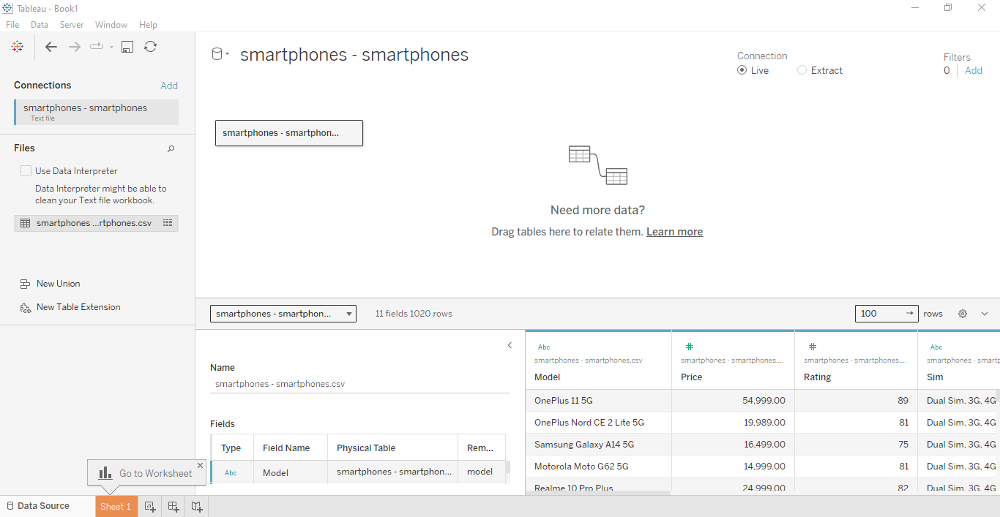 Tableau - Book1
File Data Server Window Help
Connections Add
smartphones - smartphones
Text file
Files
Use Data Interpreter
Data Interpreter might be able to
clean your Text file workbook.
smartphones ...rtphones.csv
New Union
New Table Extension
smartphones - smartphones
Connection
Live Extract
Filters
0 Add
smartphones - smartphon...
Need more data?
Drag tables here to relate them. Learn more
smartphones - smartphon... 11 fields 1020 rows 100 rows
Name
smartphones - smartphones.csv
Fields
Type Field Name Physical Table Rem...
Abc Model smartphones - smartphon... model
Abc # # Abc
smartphones - smartphones.csv smartphones - smartphones.... smartphones - smartphones.... smartphones - smartp
Model Price Rating Sim
OnePlus 11 5G 54,999.00 89 Dual Sim, 3G, 4G
OnePlus Nord CE 2 Lite 5G 19,989.00 81 Dual Sim, 3G, 4G
Samsung Galaxy A14 5G 16,499.00 75 Dual Sim, 3G, 4G
Motorola Moto G62 5G 14,999.00 81 Dual Sim, 3G, 4G
Realme 10 Pro Plus 24,999.00 82 Dual Sim, 3G, 4G
Go to Worksheet
Data Source Sheet 1